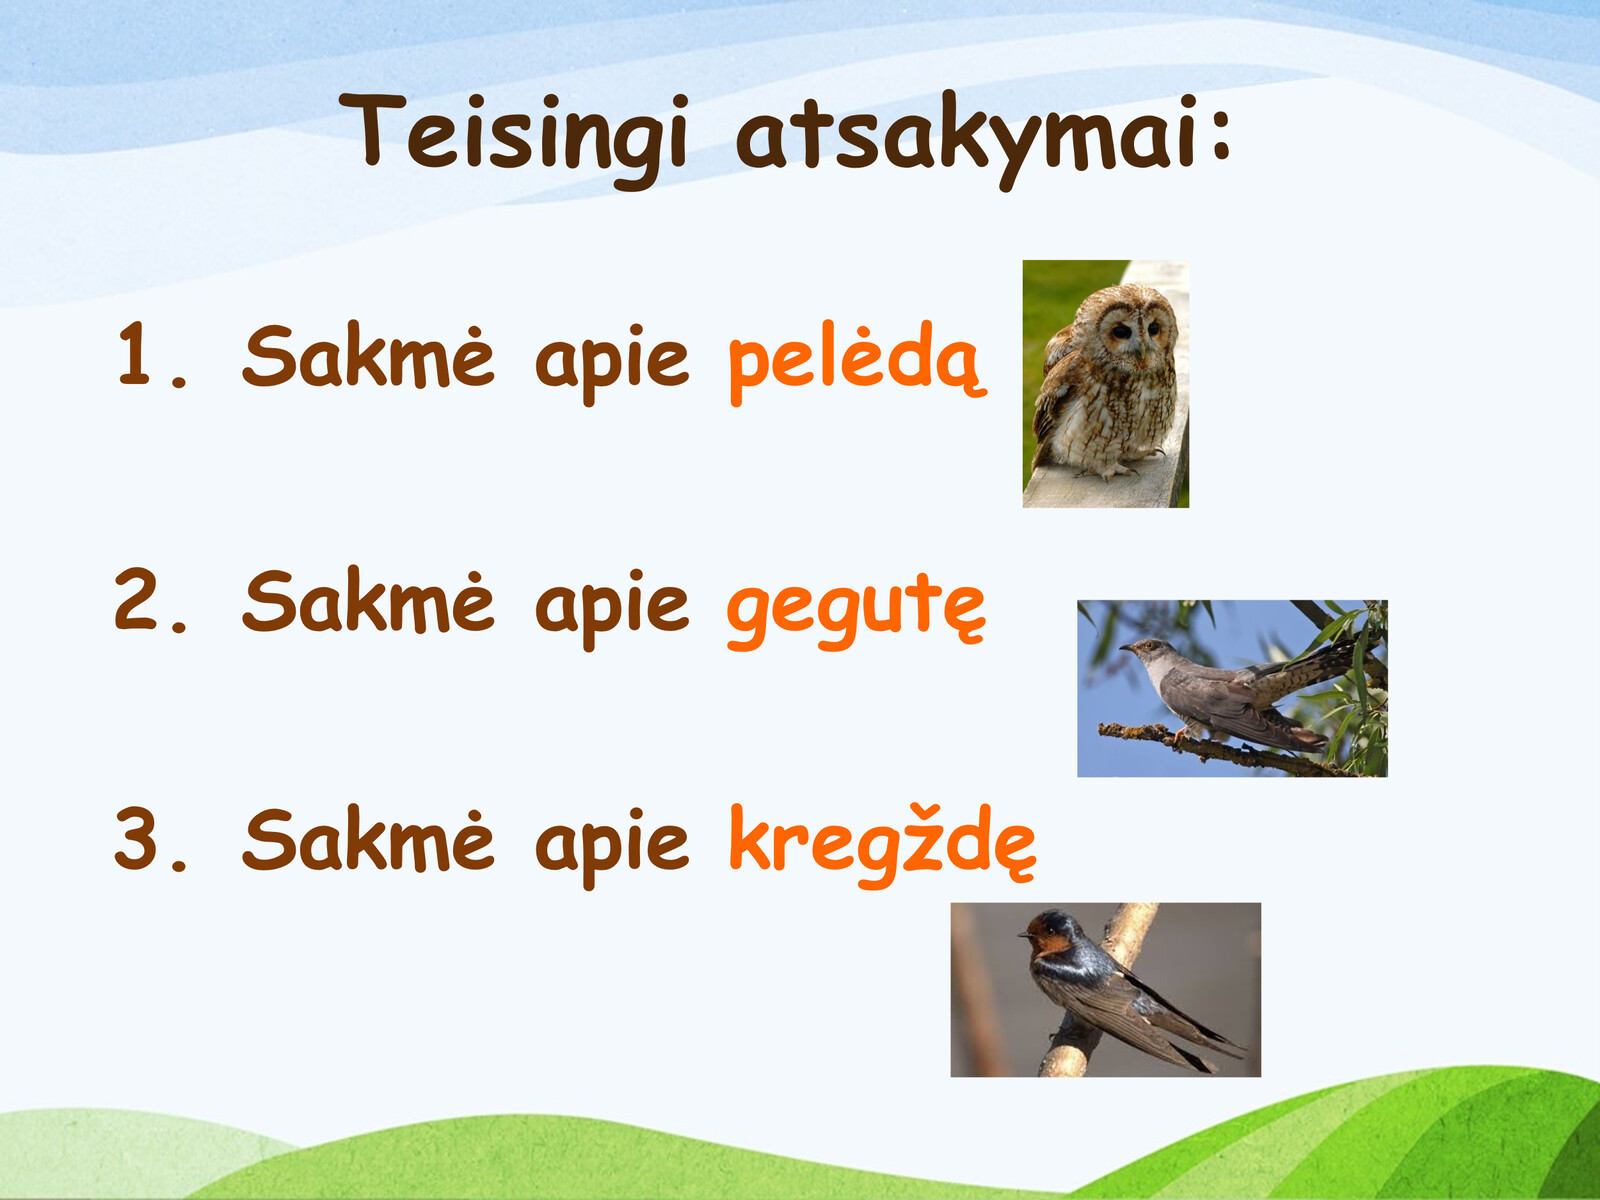 Teisingi atsakymai:
1. Sakmė apie pelėdą
2. Sakmė apie gegutę
3. Sakmė apie kregždę